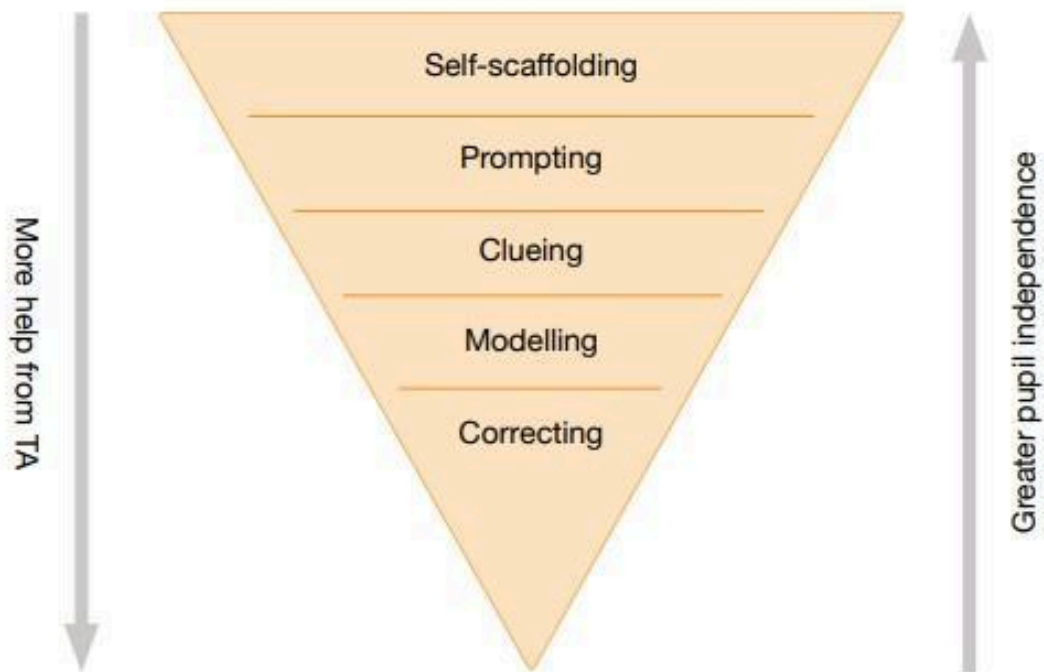 Self-scaffolding
Prompting
Clueing
Modelling
Correcting
More help from TA
Greater pupil independence